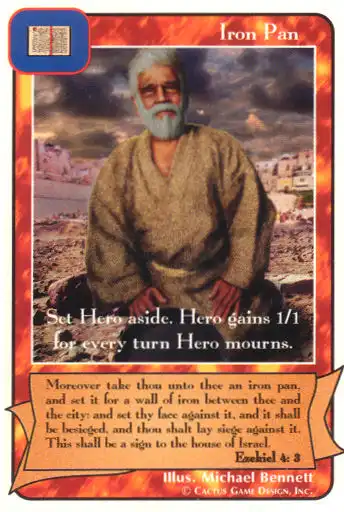 Iron Pan
Set Hero aside. Hero gains 1/1
for every turn Hero mourns.
Moreover take thou unto thee an iron pan,
and set it for a wall of iron between thee and
the city: and set thy face against it, and it shall
be besieged, and thou shalt lay siege against it.
This shall be a sign to the house of Israel.
Ezekiel 4: 3
Illus. Michael Bennett
© Cactus Game Design, Inc.